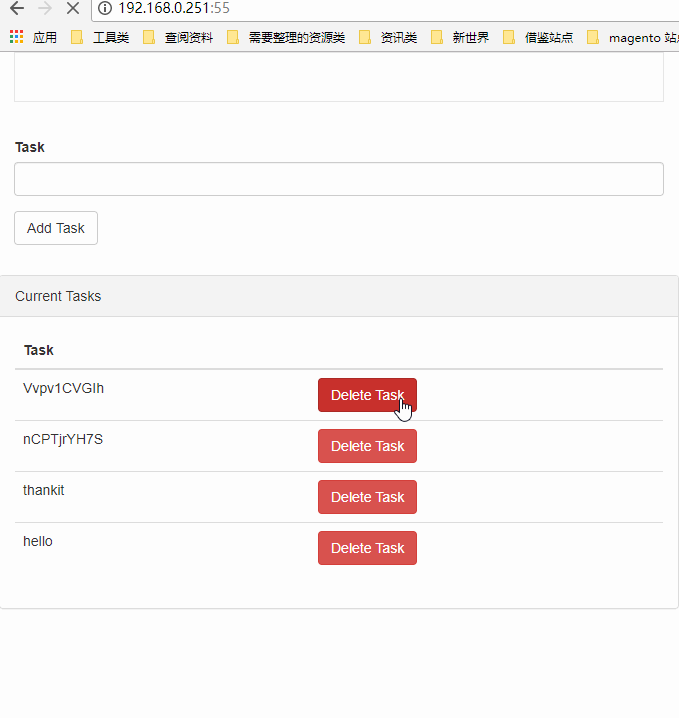 192.168.0.251:55
应用 工具类 查阅资料 需要整理的资源类 资讯类 新世界 借鉴站点 magento 站点
Task
Add Task
Current Tasks
Task
Vvpv1CVGIh Delete Task
nCPTjrYH7S Delete Task
thankit Delete Task
hello Delete Task